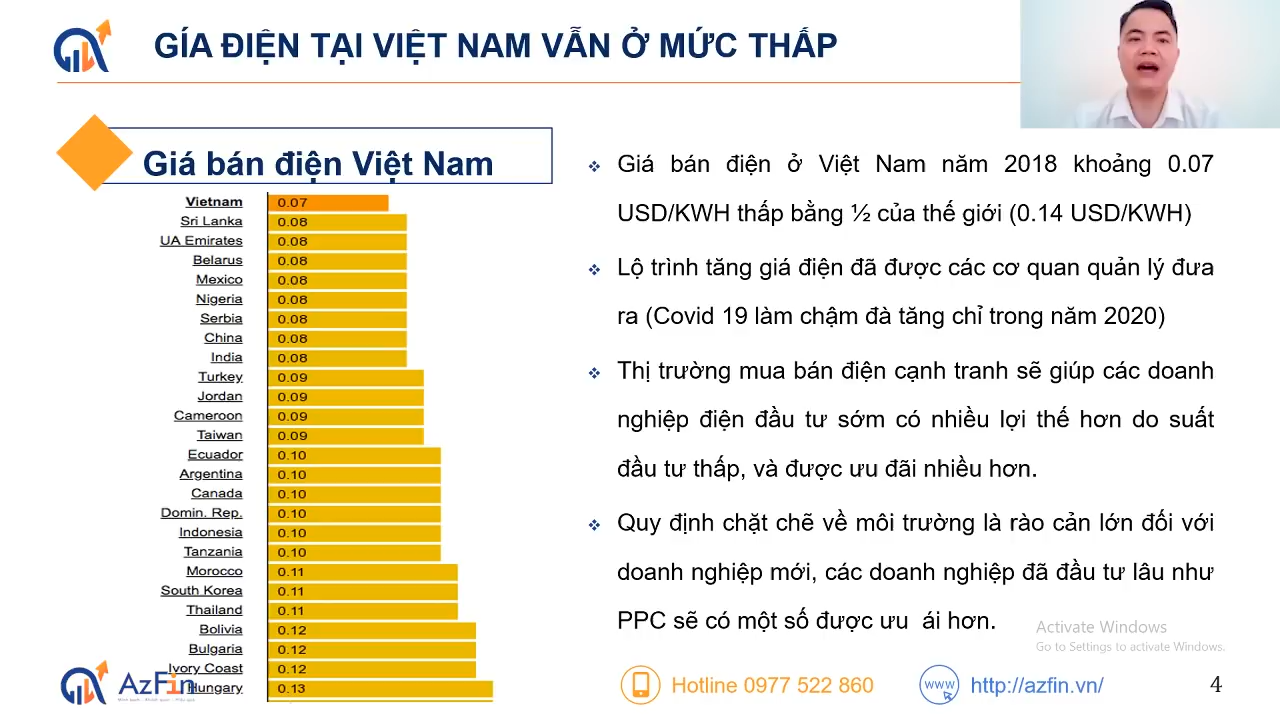 GÍA ĐIỆN TẠI VIỆT NAM VẪN Ở MỨC THẤP
Giá bán điện Việt Nam
Vietnam 0.07
Sri Lanka 0.08
UA Emirates 0.08
Belarus 0.08
Mexico 0.08
Nigeria 0.08
Serbia 0.08
China 0.08
India 0.08
Turkey 0.09
Jordan 0.09
Cameroon 0.09
Taiwan 0.09
Ecuador 0.10
Argentina 0.10
Canada 0.10
Domin. Rep. 0.10
Indonesia 0.10
Tanzania 0.10
Morocco 0.11
South Korea 0.11
Thailand 0.11
Bolivia 0.12
Bulgaria 0.12
Ivory Coast 0.12
Hungary 0.13
Giá bán điện ở Việt Nam năm 2018 khoảng 0.07
USD/KWH thấp bằng ½ của thế giới (0.14 USD/KWH)
Lộ trình tăng giá điện đã được các cơ quan quản lý đưa
ra (Covid 19 làm chậm đà tăng chỉ trong năm 2020)
Thị trường mua bán điện cạnh tranh sẽ giúp các doanh
nghiệp điện đầu tư sớm có nhiều lợi thế hơn do suất
đầu tư thấp, và được ưu đãi nhiều hơn.
Quy định chặt chẽ về môi trường là rào cản lớn đối với
doanh nghiệp mới, các doanh nghiệp đã đầu tư lâu như
PPC sẽ có một số được ưu ái hơn.
Activate Windows
Go to Settings to activate Windows.
AzFin
Hotline 0977 522 860
www
http://azfin.vn/
4